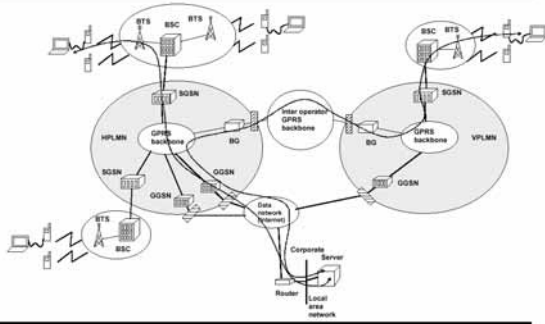 BTS
BSC
BTS
BSC
BTS
SGSN
SGSN
HPLMN
GPRS
backbone
BG
Inter operator
GPRS
backbone
BG
GPRS
backbone
VPLMN
SGSN
GGSN
GGSN
GGSN
BTS
BSC
Data
network
(Internet)
Corporate
Server
Router
Local
area
network